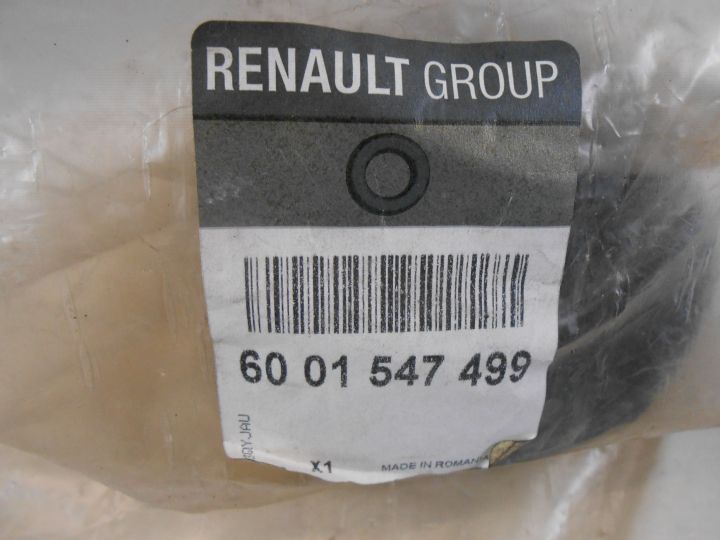 RENAULT GROUP
60 01 547 499
X1
MADE IN ROMANIA